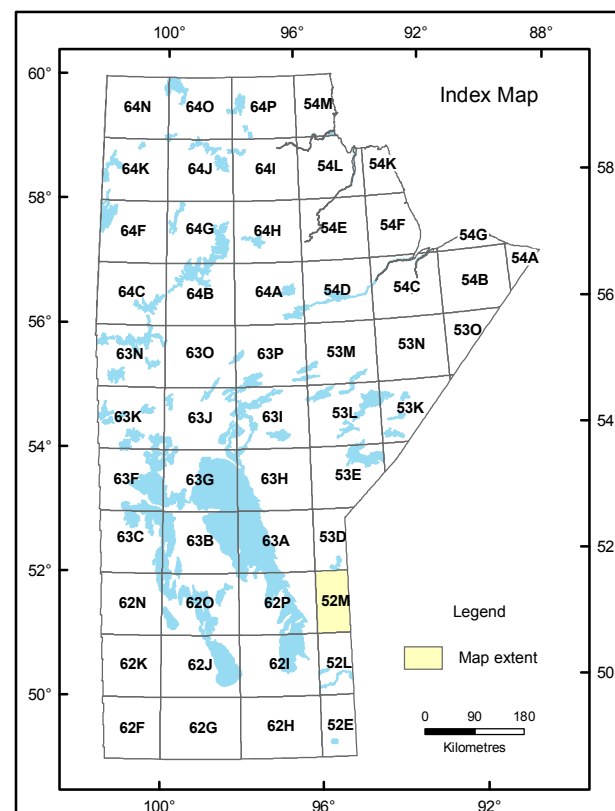 100° 96° 92° 88°
60°
Index Map
64N 64O 64P 54M
64K 64J 64I 54L 54K
58°
58°
64F 64G 64H 54E 54F 54G
54A
64C 64B 64A 54D 54C 54B
56°
56°
63N 63O 63P 53M 53N 53O
63K 63J 63I 53L 53K
54°
54°
63F 63G 63H 53E
63C 63B 63A 53D
52°
52°
62N 62O 62P 52M
Legend
62K 62J 62I 52L
Map extent
50°
50°
62F 62G 62H 52E
0 90 180
Kilometres
100° 96° 92°